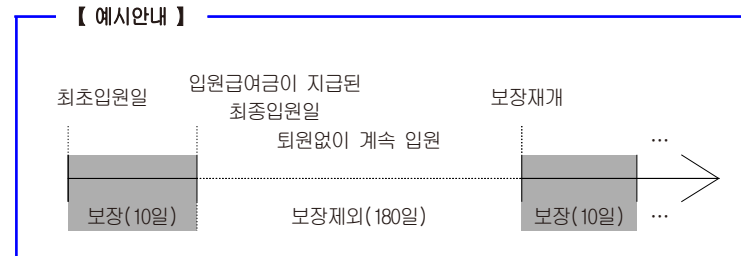 【 예시안내 】
최초입원일
입원급여금이 지급된
최종입원일
보장재개
퇴원없이 계속 입원
…
보장(10일)
보장제외(180일)
보장(10일)
…